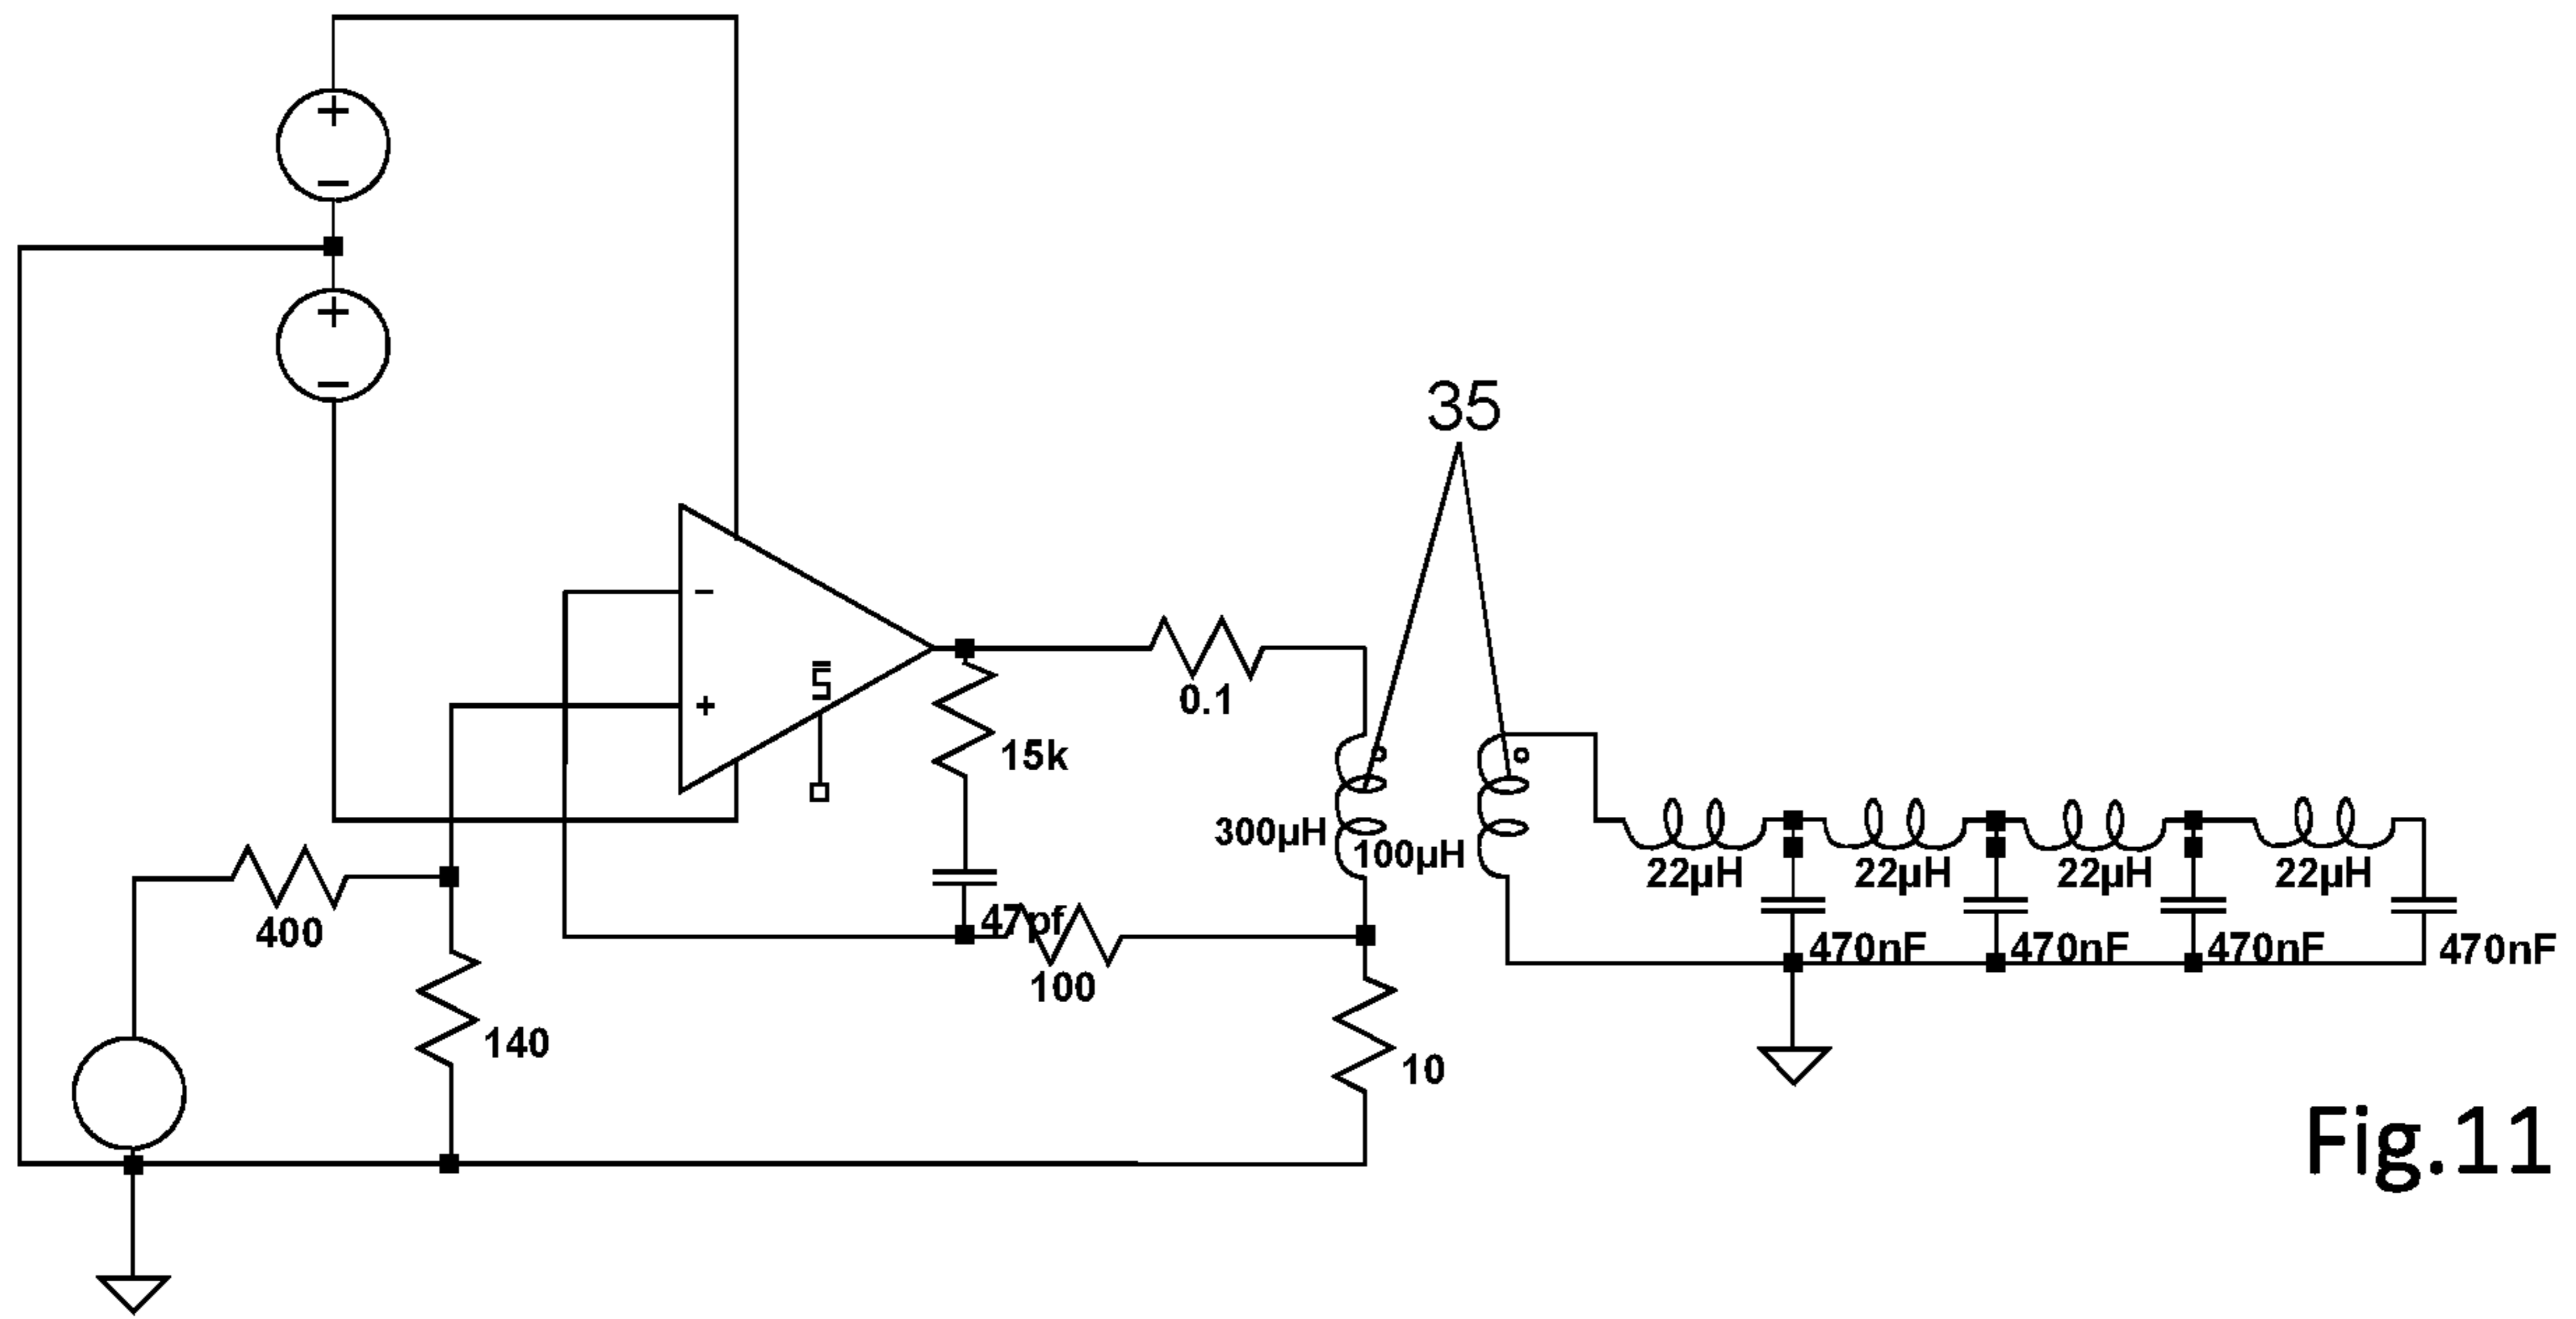 +
−
+
−
35
−
S̅
+
0.1
15k
300µH
100µH
22µH
22µH
22µH
22µH
400
47pf
470nF
470nF
470nF
470nF
100
140
10
Fig.11